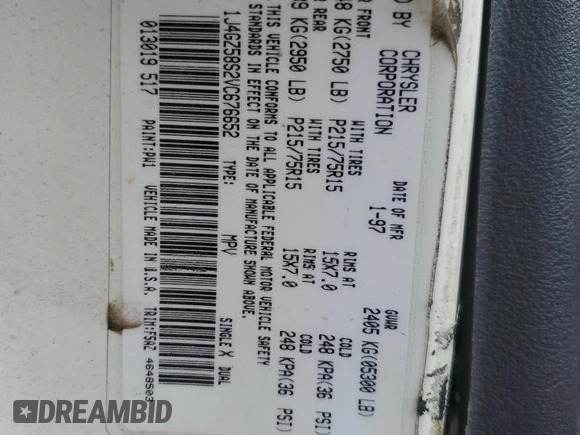 D BY CHRYSLER CORPORATION
DATE OF MFR 1-97
GVWR 2405 KG(05300 LB)
FRONT WITH TIRES RIMS AT COLD
KG(2750 LB) P215/75R15 15X7.0 248 KPA(36 PSI)
REAR WITH TIRES RIMS AT COLD
KG(2950 LB) P215/75R15 15X7.0 248 KPA(36 PSI)
THIS VEHICLE CONFORMS TO ALL APPLICABLE FEDERAL MOTOR VEHICLE SAFETY
STANDARDS IN EFFECT ON THE DATE OF MANUFACTURE SHOWN ABOVE.
1J4GZ58S2VC676652 TYPE: MPV SINGLE X DUAL
013019 517 PAINT:PW1 VEHICLE MADE IN U.S.A. TRIM:FSAZ 4648503
DREAMBID